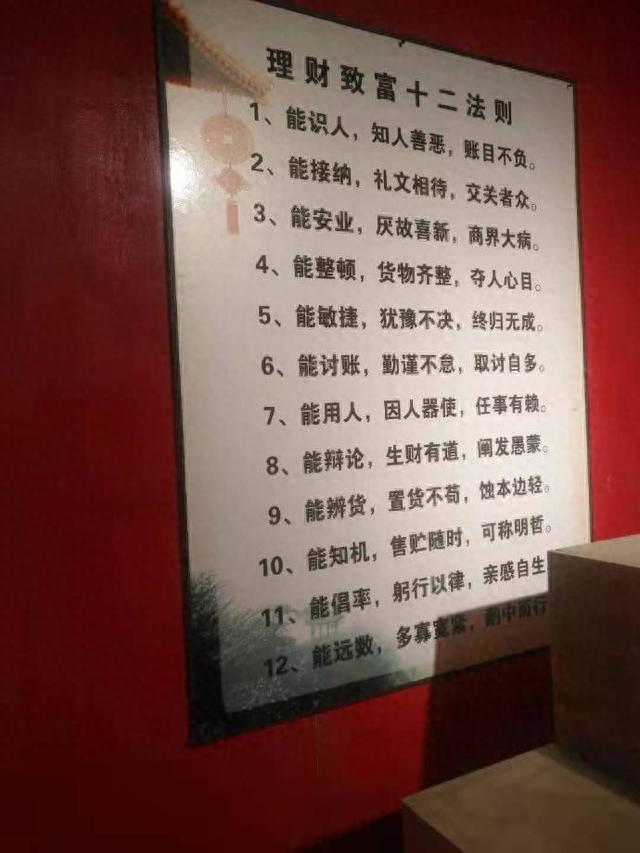 理财致富十二法则
1、能识人，知人善恶，账目不负。
2、能接纳，礼文相待，交关者众。
3、能安业，厌故喜新，商界大病。
4、能整顿，货物齐整，夺人心目。
5、能敏捷，犹豫不决，终归无成。
6、能讨账，勤谨不怠，取讨自多。
7、能用人，因人器使，任事有赖。
8、能辩论，生财有道，阐发愚蒙。
9、能辨货，置货不苟，蚀本边轻。
10、能知机，售贮随时，可称明哲。
11、能倡率，躬行以律，亲感自生
12、能远数，多寡宽紧，酌中而行